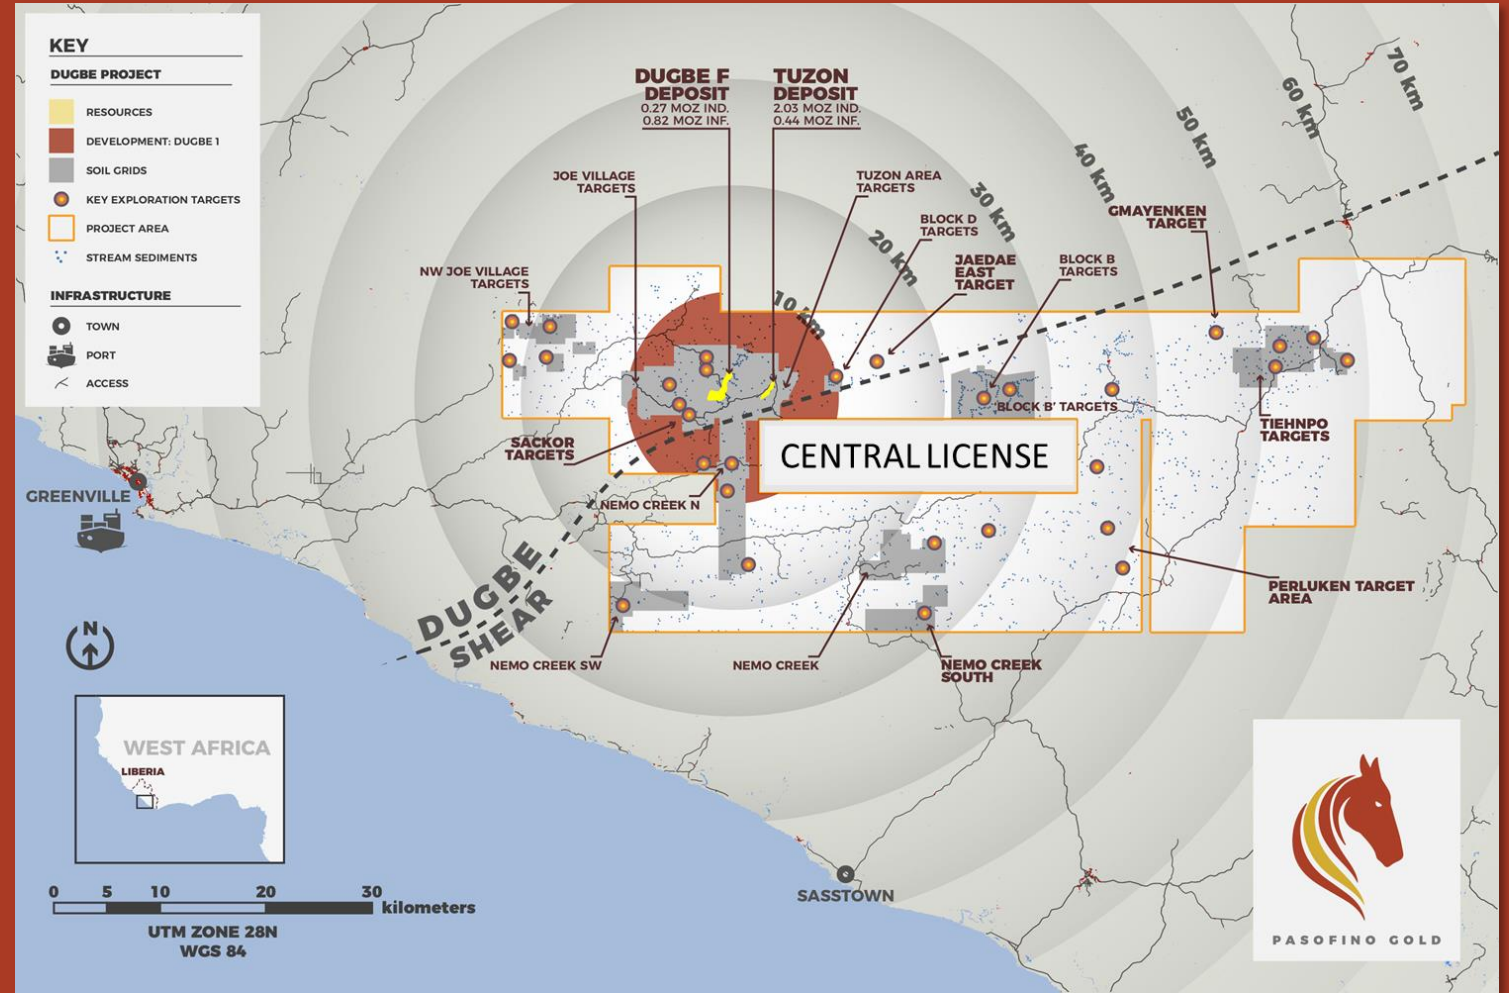 KEY
DUGBE PROJECT
RESOURCES
DEVELOPMENT: DUGBE 1
SOIL GRIDS
KEY EXPLORATION TARGETS
PROJECT AREA
STREAM SEDIMENTS
INFRASTRUCTURE
TOWN
PORT
ACCESS
DUGBE F
DEPOSIT
0.27 MOZ IND.
0.82 MOZ INF.
TUZON
DEPOSIT
2.03 MOZ IND.
0.44 MOZ INF.
JOE VILLAGE
TARGETS
TUZON AREA
TARGETS
BLOCK D
TARGETS
JAEDAE
EAST
TARGET
BLOCK B
TARGETS
GMAYENKEN
TARGET
NW JOE VILLAGE
TARGETS
10 km
20 km
30 km
40 km
50 km
60 km
70 km
BLOCK B' TARGETS
TIEHNPO
TARGETS
SACKOR
TARGETS
CENTRAL LICENSE
NEMO CREEK N
GREENVILLE
DUGBE
SHEAR
PERLUKEN TARGET
AREA
NEMO CREEK SW
NEMO CREEK
NEMO CREEK
SOUTH
N
WEST AFRICA
LIBERIA
0 5 10 20 30
kilometers
UTM ZONE 28N
WGS 84
SASSTOWN
PASOFINO GOLD